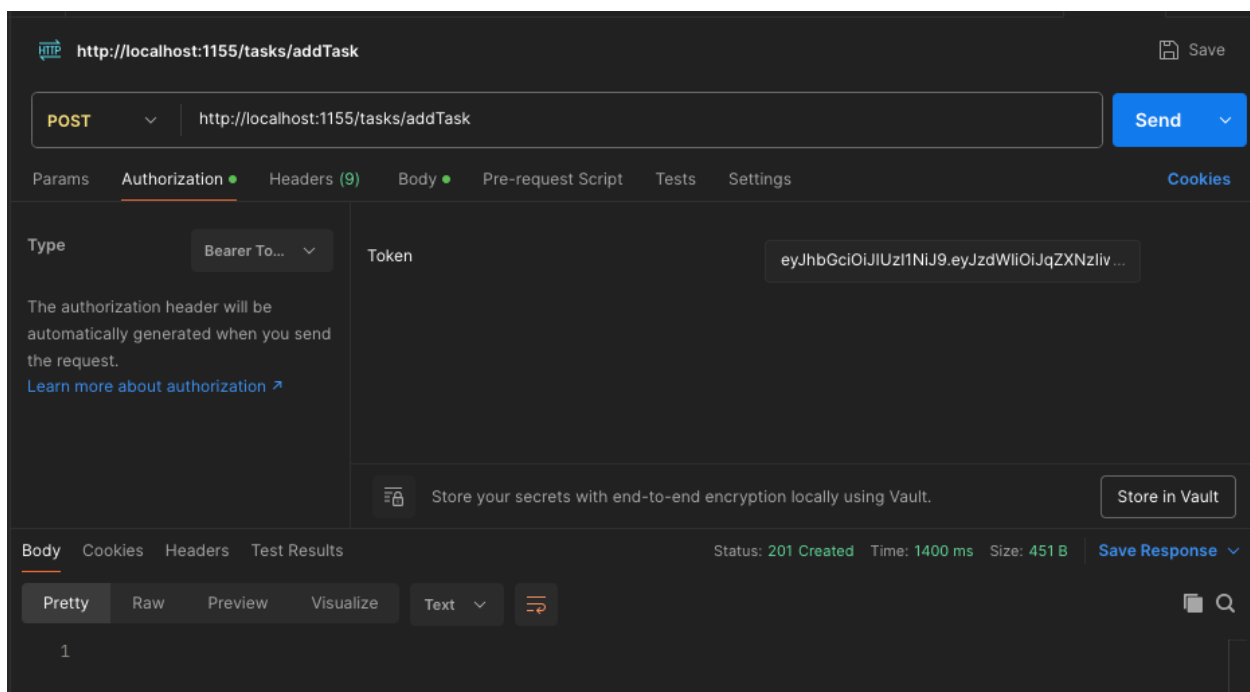 HTTP http://localhost:1155/tasks/addTask Save
POST http://localhost:1155/tasks/addTask Send
Params Authorization Headers (9) Body Pre-request Script Tests Settings Cookies
Type Bearer To... Token eyJhbGciOiJIUzI1NiJ9.eyJzdWIiOiJqZXNzIiv...
The authorization header will be
automatically generated when you send
the request.
Learn more about authorization ↗
Store your secrets with end-to-end encryption locally using Vault. Store in Vault
Body Cookies Headers Test Results Status: 201 Created Time: 1400 ms Size: 451 B Save Response
Pretty Raw Preview Visualize Text
1